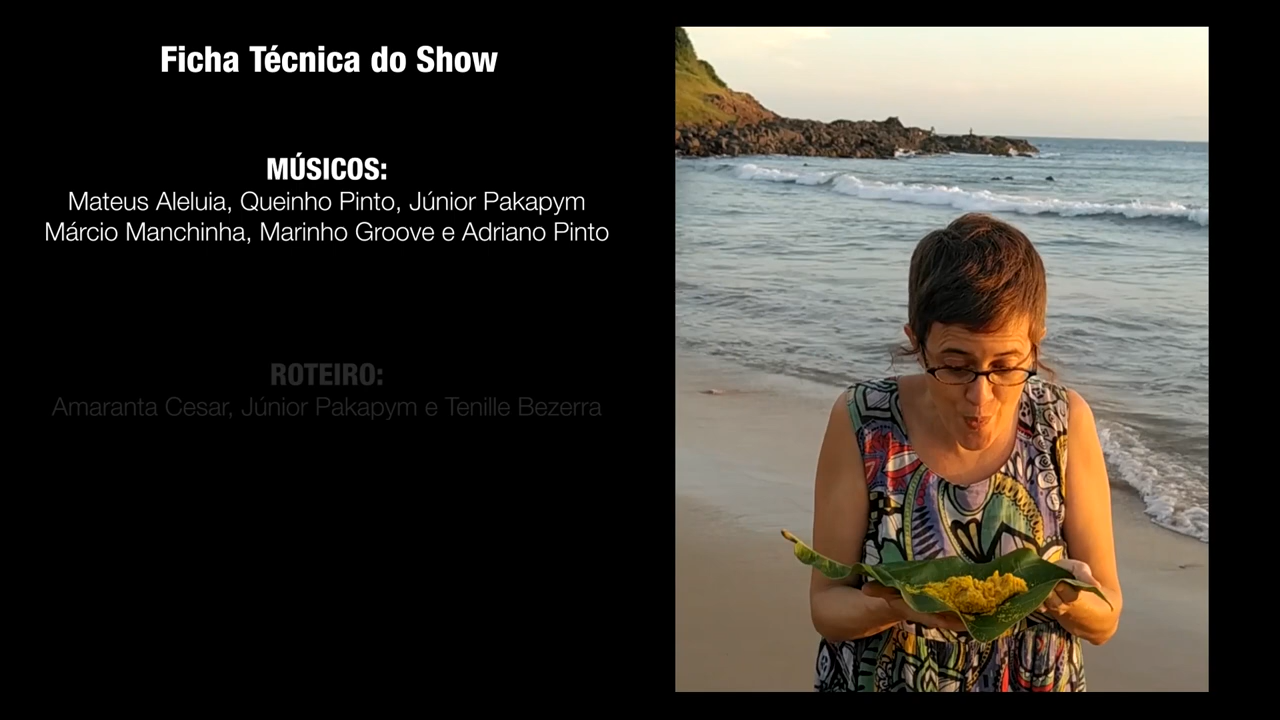 Ficha Técnica do Show
MÚSICOS:
Mateus Aleluia, Queinho Pinto, Júnior Pakapym
Márcio Manchinha, Marinho Groove e Adriano Pinto
ROTEIRO:
Amaranta Cesar, Júnior Pakapym e Tenille Bezerra